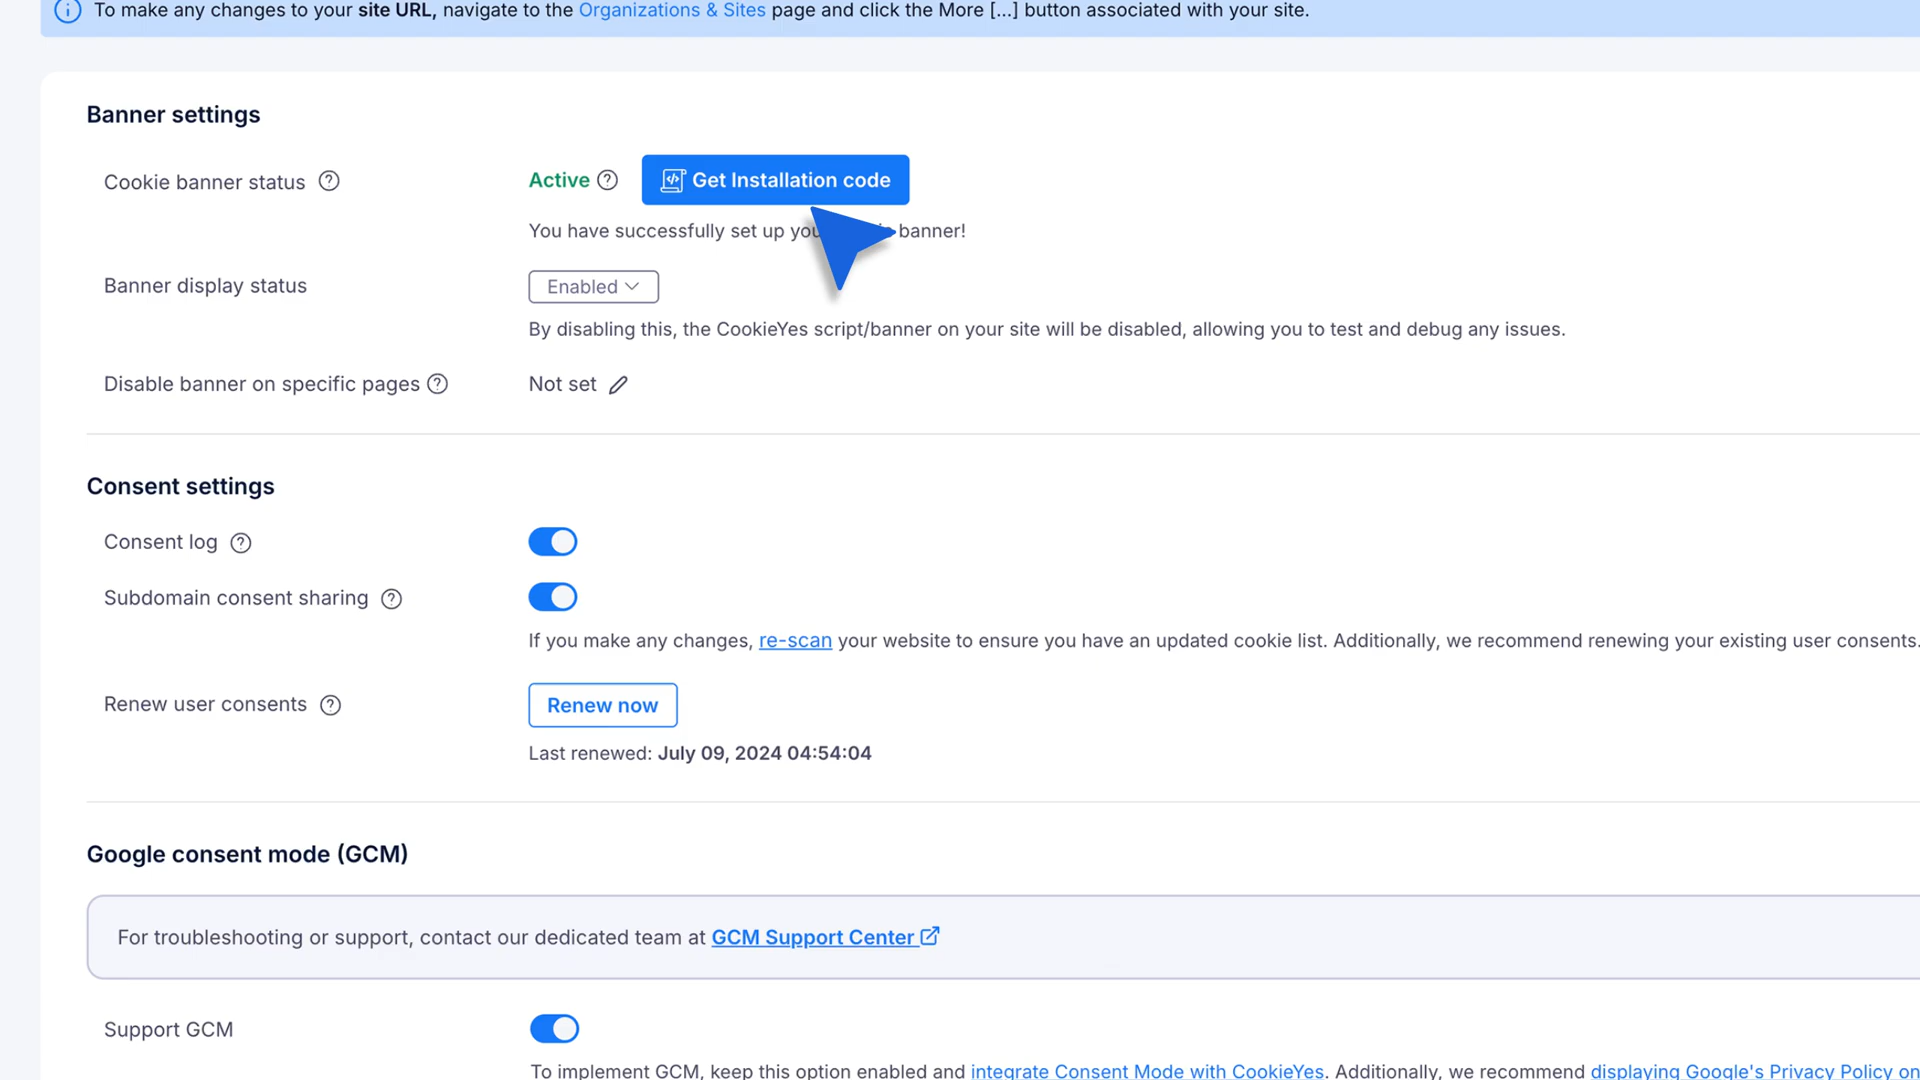 To make any changes to your site URL, navigate to the Organizations & Sites page and click the More [...] button associated with your site.
Banner settings
Cookie banner status
Active
Get Installation code
You have successfully set up banner!
Banner display status
Enabled
By disabling this, the CookieYes script/banner on your site will be disabled, allowing you to test and debug any issues.
Disable banner on specific pages
Not set
Consent settings
Consent log
Subdomain consent sharing
If you make any changes, re-scan your website to ensure you have an updated cookie list. Additionally, we recommend renewing your existing user consents.
Renew user consents
Renew now
Last renewed: July 09, 2024 04:54:04
Google consent mode (GCM)
For troubleshooting or support, contact our dedicated team at GCM Support Center
Support GCM
To implement GCM, keep this option enabled and integrate Consent Mode with CookieYes. Additionally, we recommend displaying Google's Privacy Policy on